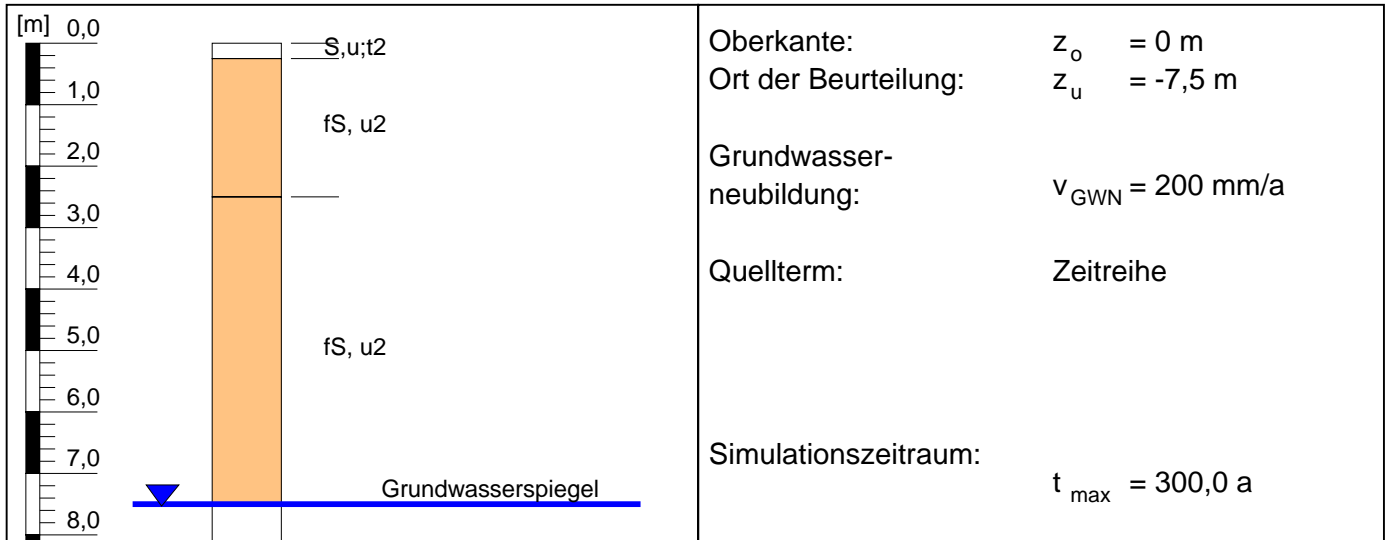 [m]
0,0
1,0
2,0
3,0
4,0
5,0
6,0
7,0
8,0
S,u;t2
fS, u2
fS, u2
Grundwasserspiegel
Oberkante: z_o = 0 m
Ort der Beurteilung: z_u = -7,5 m
Grundwasser-
neubildung: v_GWN = 200 mm/a
Quellterm: Zeitreihe
Simulationszeitraum:
t_max = 300,0 a